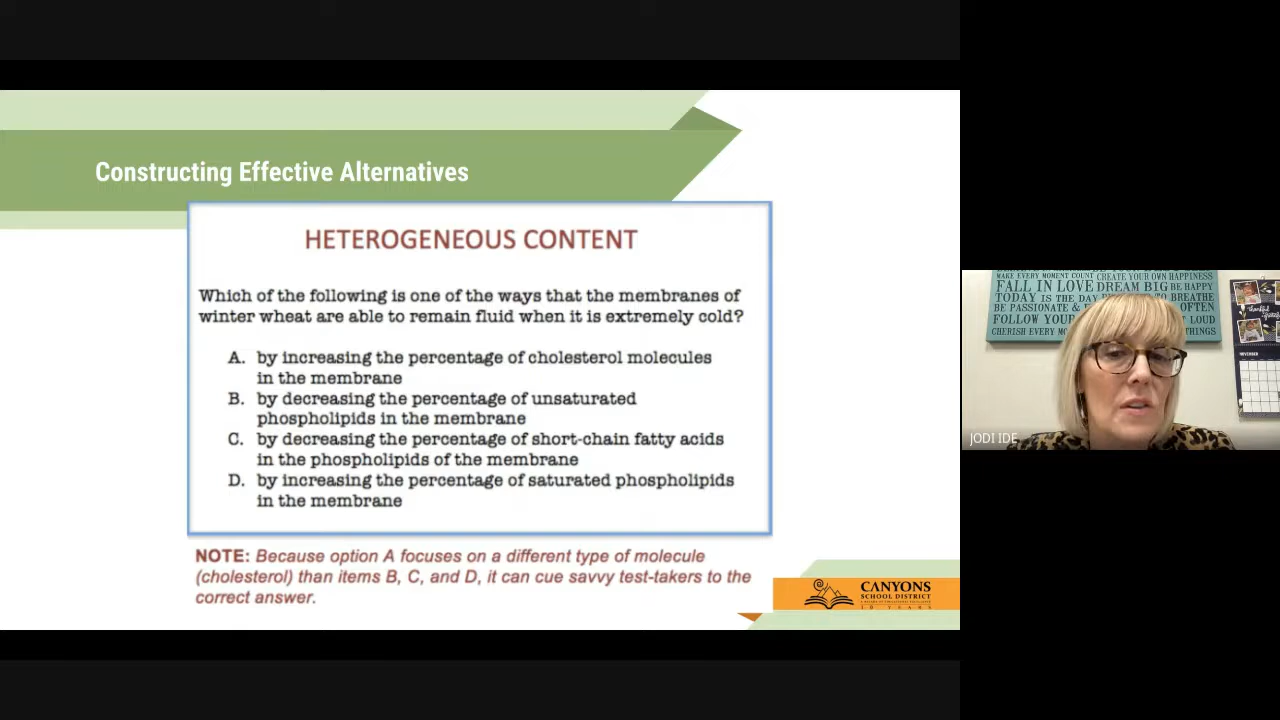 Constructing Effective Alternatives
HETEROGENEOUS CONTENT
Which of the following is one of the ways that the membranes of
winter wheat are able to remain fluid when it is extremely cold?
A. by increasing the percentage of cholesterol molecules
in the membrane
B. by decreasing the percentage of unsaturated
phospholipids in the membrane
C. by decreasing the percentage of short-chain fatty acids
in the phospholipids of the membrane
D. by increasing the percentage of saturated phospholipids
in the membrane
NOTE: Because option A focuses on a different type of molecule
(cholesterol) than items B, C, and D, it can cue savvy test-takers to the
correct answer.
CANYONS
SCHOOL DISTRICT
10 YEARS
MAKE EVERY MOMENT COUNT CREATE YOUR OWN HAPPINESS
FALL IN LOVE DREAM BIG BE HAPPY
TODAY IS THE DAY TO BREATHE
BE PASSIONATE & OFTEN
FOLLOW YOUR LOUD
CHERISH EVERY THINGS
thankful
NOVEMBER
JODI IDE